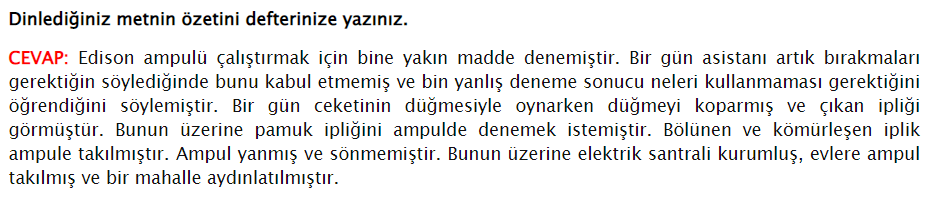 Dinlediğiniz metnin özetini defterinize yazınız.
CEVAP: Edison ampulü çalıştırmak için bine yakın madde denemiştir. Bir gün asistanı artık bırakmaları
gerektiğin söylediğinde bunu kabul etmemiş ve bin yanlış deneme sonucu neleri kullanmaması gerektiğini
öğrendiğini söylemiştir. Bir gün ceketinin düğmesiyle oynarken düğmeyi koparmış ve çıkan ipliği
görmüştür. Bunun üzerine pamuk ipliğini ampulde denemek istemiştir. Bölünen ve kömürleşen iplik
ampule takılmıştır. Ampul yanmış ve sönmemiştir. Bunun üzerine elektrik santrali kurumluş, evlere ampul
takılmış ve bir mahalle aydınlatılmıştır.